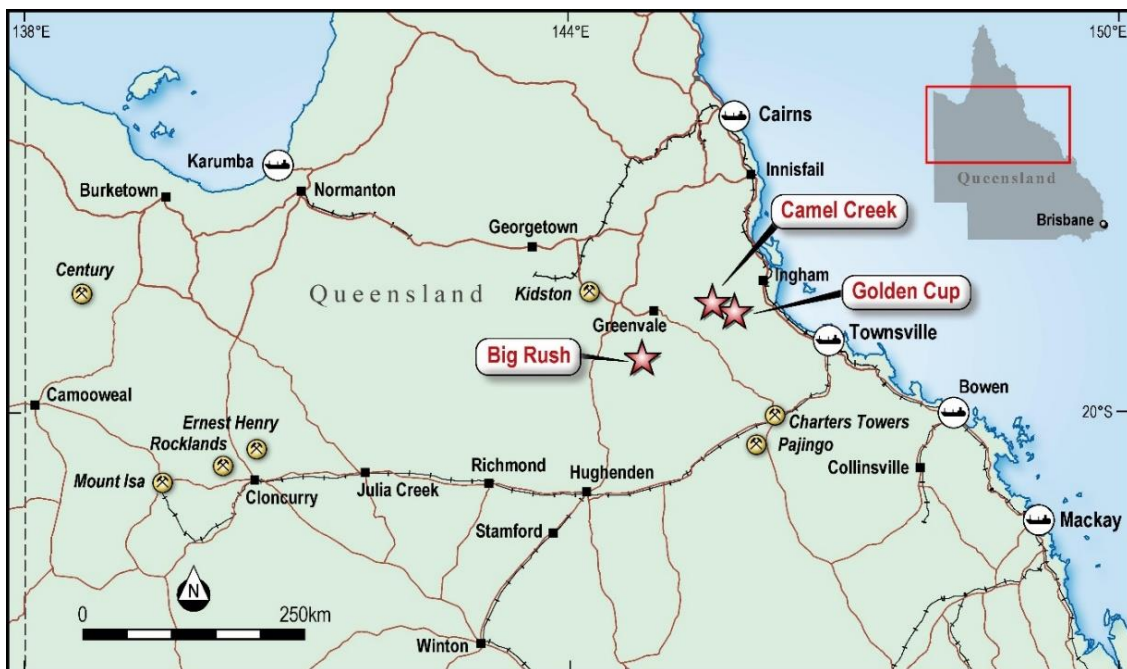 138°E
144°E
150°E
Cairns
Karumba
Innisfail
Burketown
Normanton
Camel Creek
Queensland
Brisbane
Georgetown
Century
Queensland
Kidston
Ingham
Golden Cup
Greenvale
Townsville
Big Rush
Bowen
Camooweal
20°S
Ernest Henry
Charters Towers
Rocklands
Pajingo
Richmond
Hughenden
Collinsville
Mount Isa
Cloncurry
Julia Creek
Mackay
Stamford
N
0
250km
Winton